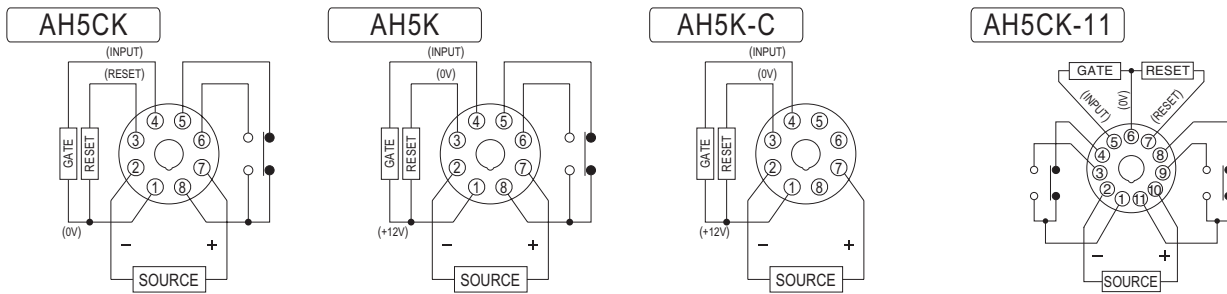 AH5CK
(INPUT)
(RESET)
GATE
RESET
4 5
3 6
2 7
1 8
(0V)
− +
SOURCE
AH5K
(INPUT)
(0V)
GATE
RESET
4 5
3 6
2 7
1 8
(+12V)
− +
SOURCE
AH5K-C
(INPUT)
(0V)
GATE
RESET
4 5
3 6
2 7
1 8
(+12V)
− +
SOURCE
AH5CK-11
GATE RESET
(INPUT)
(0V)
(RESET)
5 6 7
4 8
3 9
2 10
1 11
− +
SOURCE